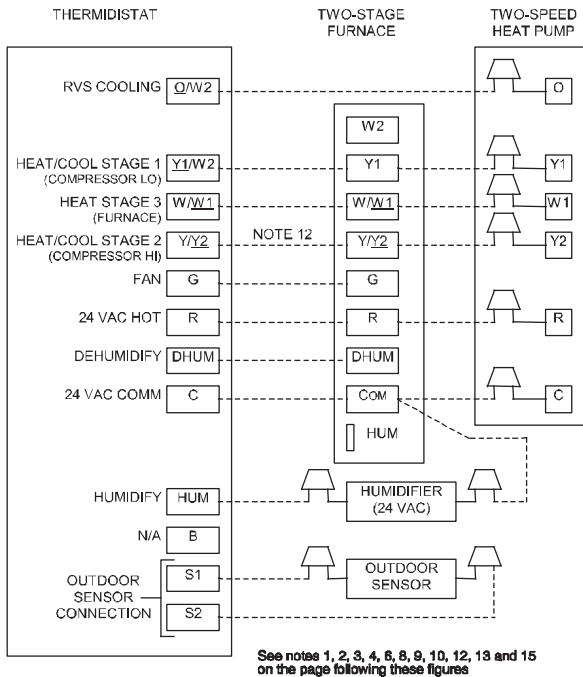 THERMIDISTAT
TWO-STAGE
FURNACE
TWO-SPEED
HEAT PUMP
RVS COOLING O/W2 O
W2
HEAT/COOL STAGE 1 Y1/W2 Y1 Y1
(COMPRESSOR LO)
HEAT STAGE 3 W/W1 W/W1 W1
(FURNACE)
HEAT/COOL STAGE 2 Y/Y2 NOTE 12 Y/Y2 Y2
(COMPRESSOR HI)
FAN G G
24 VAC HOT R R R
DEHUMIDIFY DHUM DHUM
24 VAC COMM C COM C
HUM
HUMIDIFY HUM HUMIDIFIER
(24 VAC)
N/A B
OUTDOOR
SENSOR
CONNECTION
S1
S2
OUTDOOR
SENSOR
See notes 1, 2, 3, 4, 6, 8, 9, 10, 12, 13 and 15
on the page following these figures